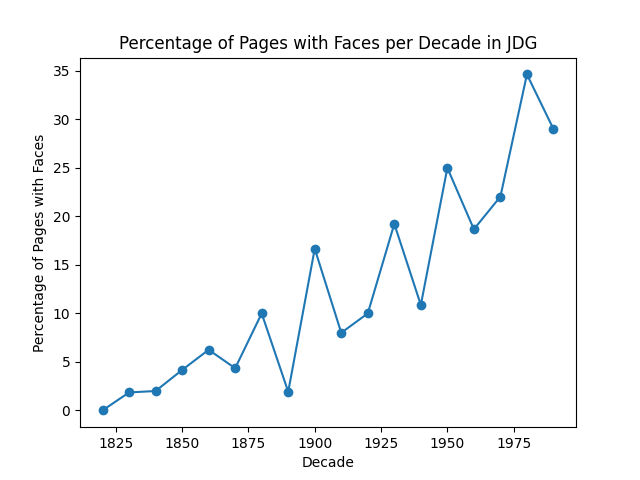 Percentage of Pages with Faces per Decade in JDG
35
30
25
20
15
10
5
0
Percentage of Pages with Faces
1825 1850 1875 1900 1925 1950 1975
Decade